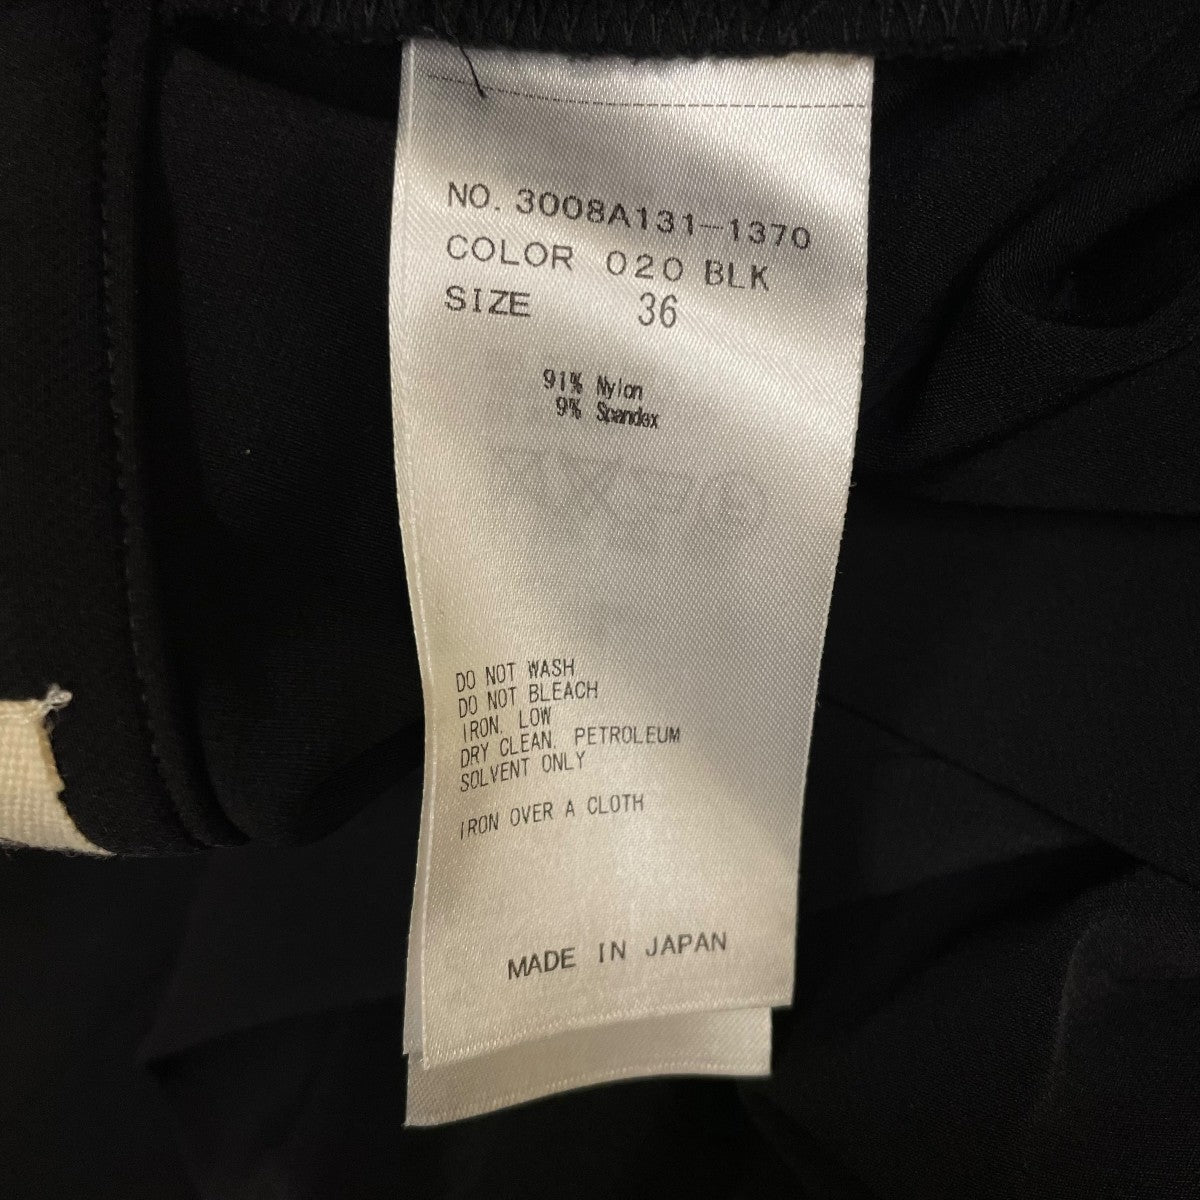 NO. 3008A131-1370
COLOR 020 BLK
SIZE 36
91% Nylon
9% Spandex
DO NOT WASH
DO NOT BLEACH
IRON, LOW
DRY CLEAN, PETROLEUM
SOLVENT ONLY
IRON OVER A CLOTH
MADE IN JAPAN